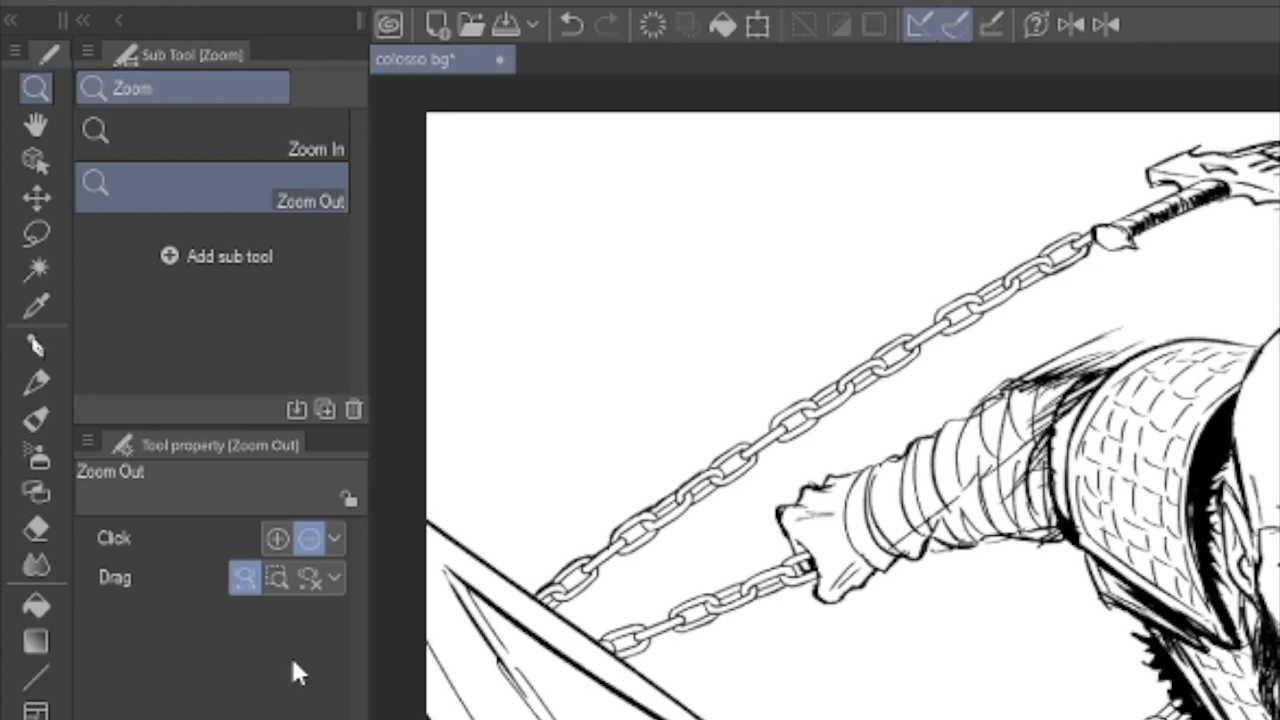 Sub Tool [Zoom]
colosso bg*
Zoom
Zoom In
Zoom Out
Add sub tool
Tool property [Zoom Out]
Zoom Out
Click
Drag